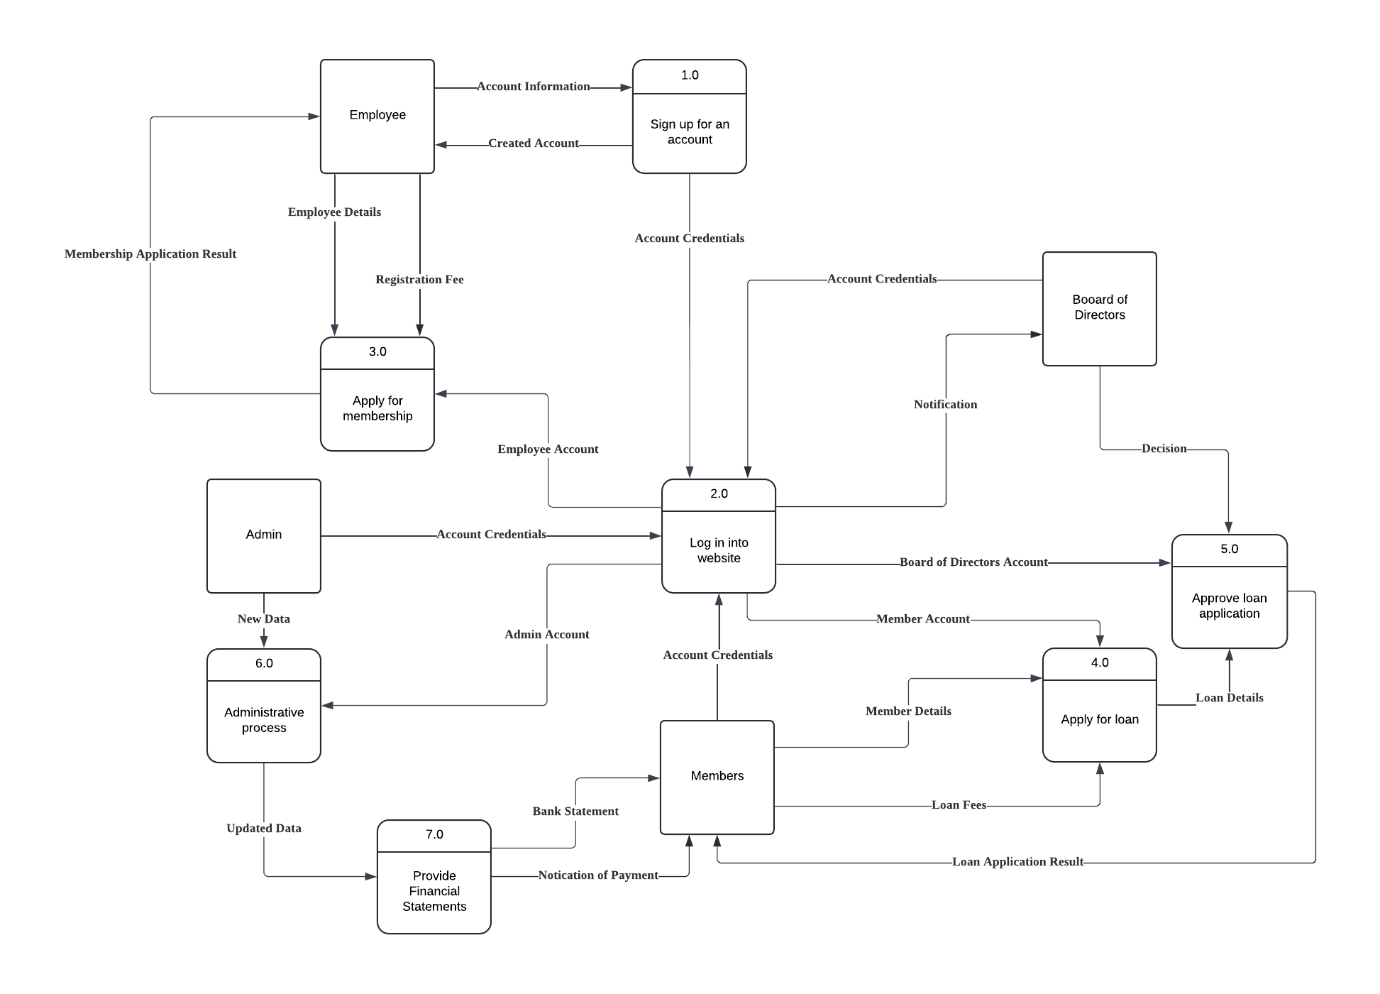 1.0
Employee
Account Information
Sign up for an
account
Created Account
Employee Details
Account Credentials
Membership Application Result
Registration Fee
Account Credentials
Booard of
Directors
3.0
Apply for
membership
Notification
Employee Account
Decision
2.0
Admin
Account Credentials
Log in into
website
5.0
Board of Directors Account
Approve loan
application
New Data
Admin Account
Member Account
Account Credentials
6.0
4.0
Administrative
process
Member Details
Apply for loan
Loan Details
Members
Bank Statement
Loan Fees
Updated Data
7.0
Loan Application Result
Provide
Financial
Statements
Notication of Payment